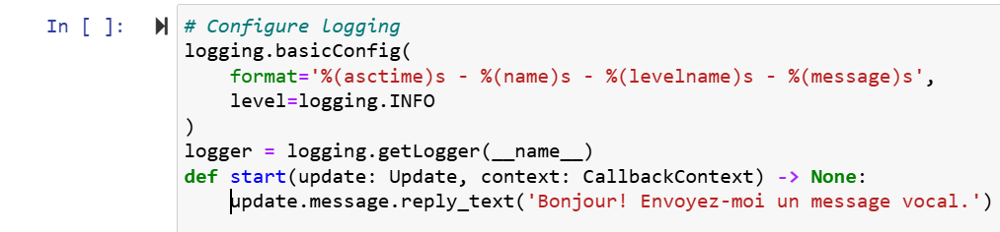 In [ ]:
# Configure logging
logging.basicConfig(
    format='%(asctime)s - %(name)s - %(levelname)s - %(message)s',
    level=logging.INFO
)
logger = logging.getLogger(__name__)
def start(update: Update, context: CallbackContext) -> None:
    update.message.reply_text('Bonjour! Envoyez-moi un message vocal.')